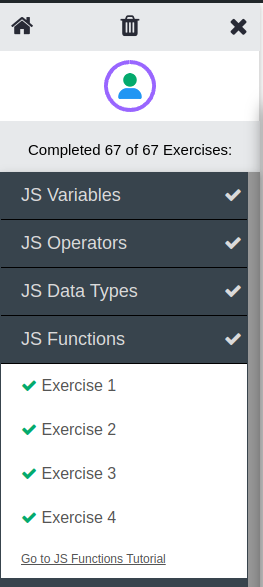 Completed 67 of 67 Exercises:
JS Variables
JS Operators
JS Data Types
JS Functions
Exercise 1
Exercise 2
Exercise 3
Exercise 4
Go to JS Functions Tutorial